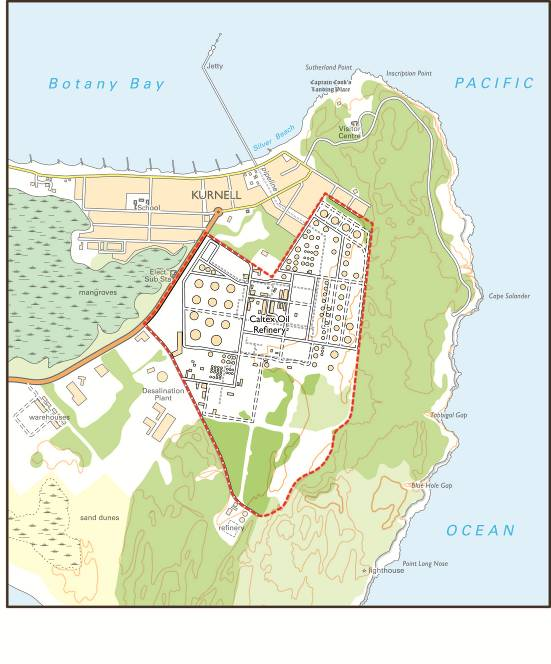 Jetty
Sutherland Point
Inscription Point
Botany Bay
Captain Cook's
Landing Place
PACIFIC
Silver Beach
Visitor
Centre
pipeline
KURNELL
School
Elect.
Sub Sta.
mangroves
Cape Solander
Caltex Oil
Refinery
Desalination
Plant
warehouses
Tabbigai Gap
Blue Hole Gap
sand dunes
refinery
OCEAN
Point Long Nose
lighthouse